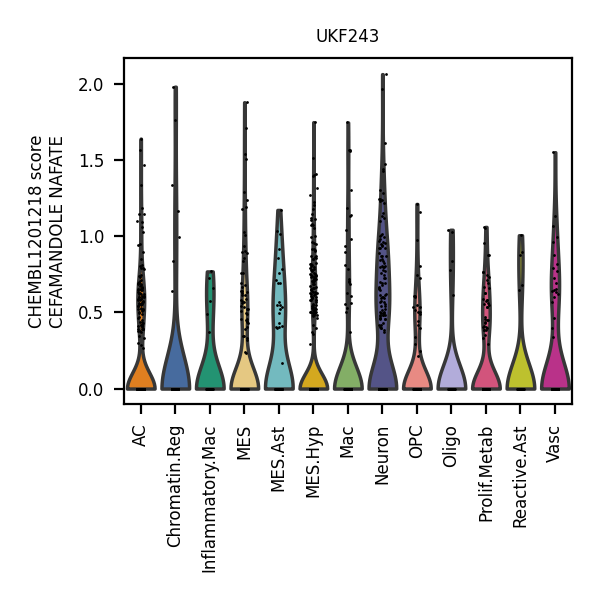 UKF243
CHEMBL1201218 score
CEFAMANDOLE NAFATE
2.0
1.5
1.0
0.5
0.0
AC
Chromatin.Reg
Inflammatory.Mac
MES
MES.Ast
MES.Hyp
Mac
Neuron
OPC
Oligo
Prolif.Metab
Reactive.Ast
Vasc